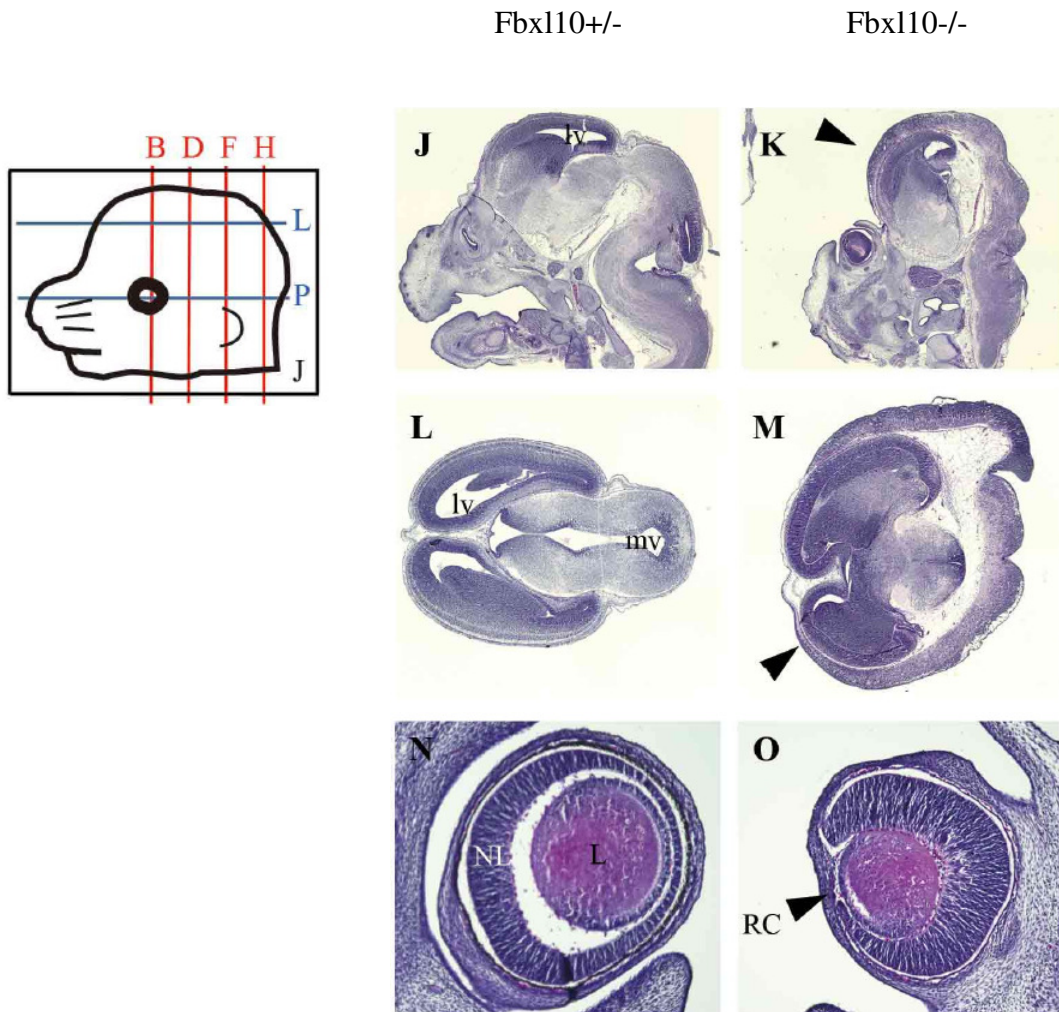 Fbxl10+/- Fbxl10-/-
B D F H
L
P
J
J lv
K
L lv mv
M
N NL L
O RC